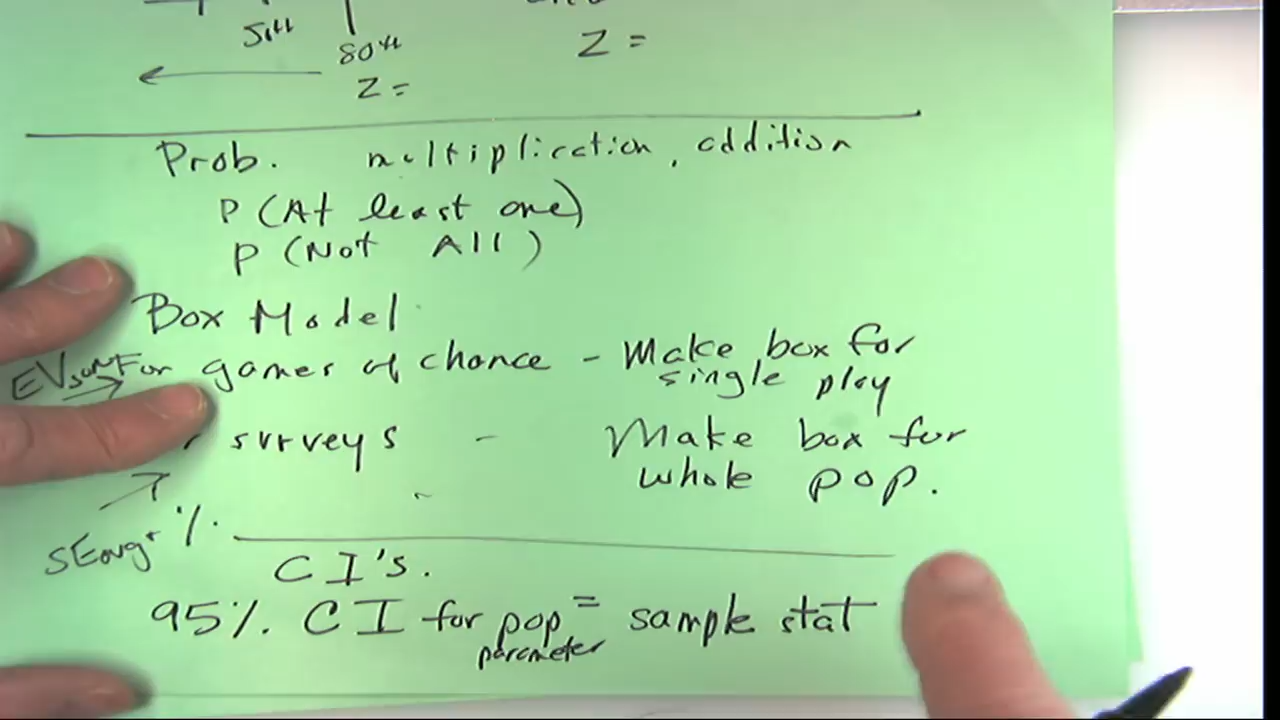 50th
80th
Z =
Z =
Prob. multiplication, addition
P (At least one)
P (Not All)
Box Model
EVsum For games of chance - Make box for
single play
surveys - Make box for
whole pop.
SEavg + %.
CI's.
95% CI for pop = sample stat
parameter